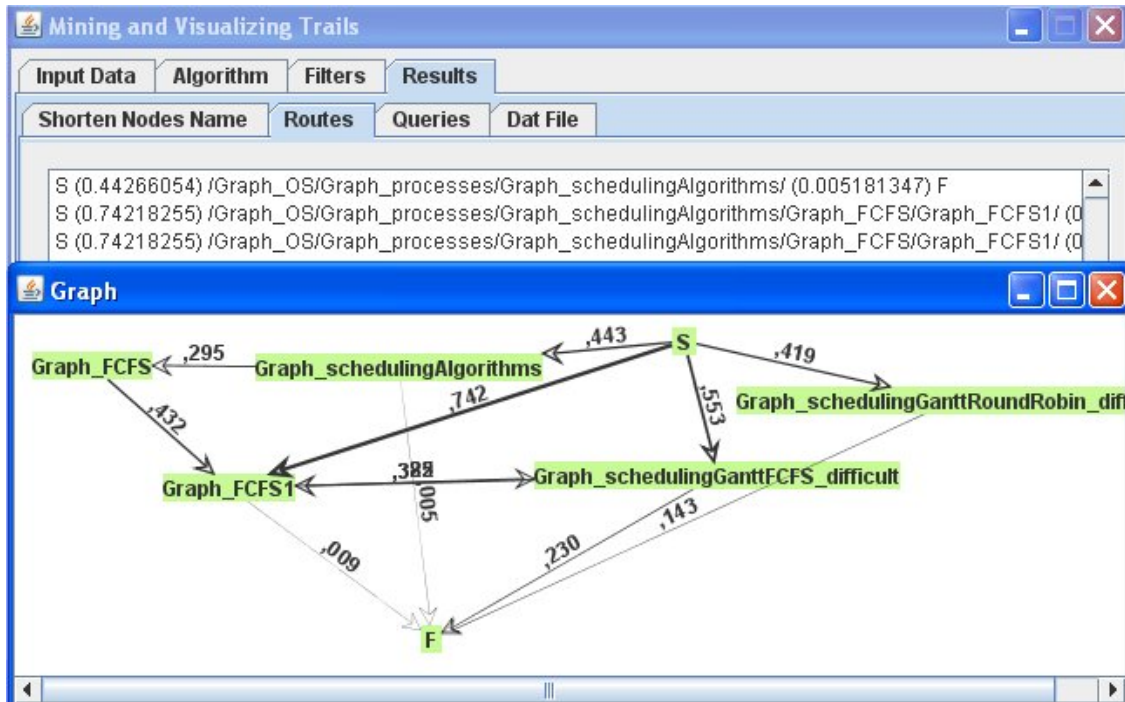 Mining and Visualizing Trails
Input Data Algorithm Filters Results
Shorten Nodes Name Routes Queries Dat File
S (0.44266054) /Graph_OS/Graph_processes/Graph_schedulingAlgorithms/ (0.005181347) F
S (0.74218255) /Graph_OS/Graph_processes/Graph_schedulingAlgorithms/Graph_FCFS/Graph_FCFS1/ (0
S (0.74218255) /Graph_OS/Graph_processes/Graph_schedulingAlgorithms/Graph_FCFS/Graph_FCFS1/ (0
Graph
,443
S
,295
,419
Graph_FCFS
Graph_schedulingAlgorithms
,742
,553
Graph_schedulingGanttRoundRobin_diff
,432
Graph_FCFS1
Graph_schedulingGanttFCFS_difficult
,005
,143
,009
,230
F